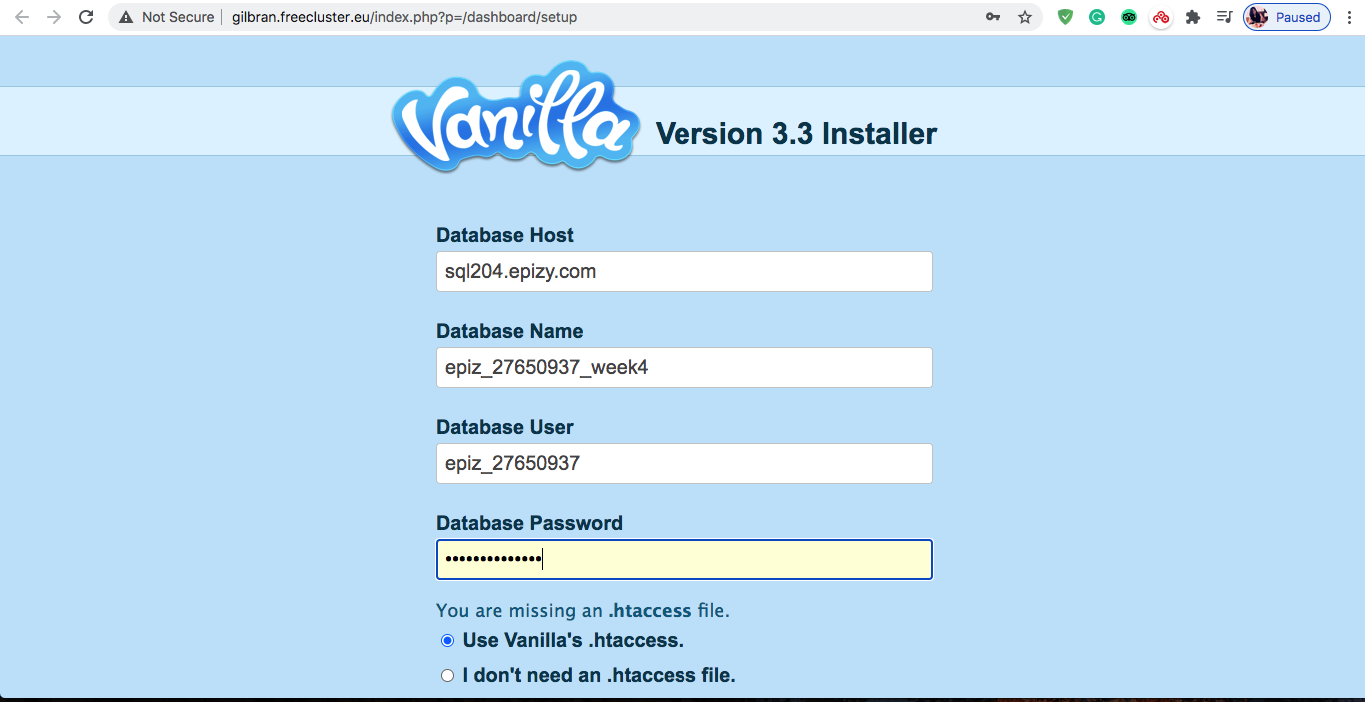 Not Secure gilbran.freecluster.eu/index.php?p=/dashboard/setup Paused
Vanilla Version 3.3 Installer
Database Host
sql204.epizy.com
Database Name
epiz_27650937_week4
Database User
epiz_27650937
Database Password
••••••••••••••
You are missing an .htaccess file.
Use Vanilla's .htaccess.
I don't need an .htaccess file.